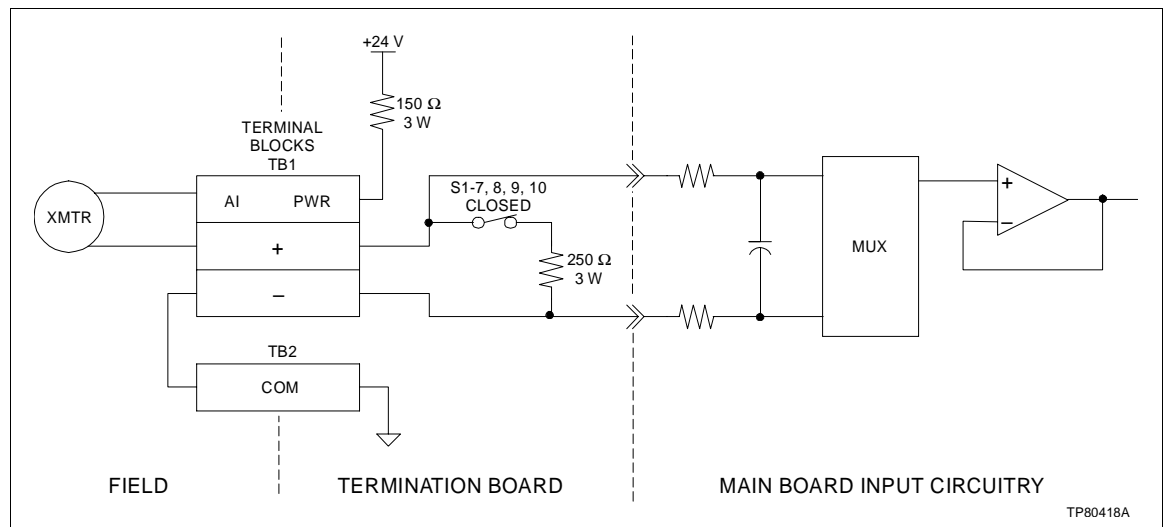 +24 V
150 Ω
3 W
TERMINAL
BLOCKS
TB1
XMTR
AI PWR
+
−
S1-7, 8, 9, 10
CLOSED
250 Ω
3 W
MUX
+
−
TB2
COM
FIELD
TERMINATION BOARD
MAIN BOARD INPUT CIRCUITRY
TP80418A